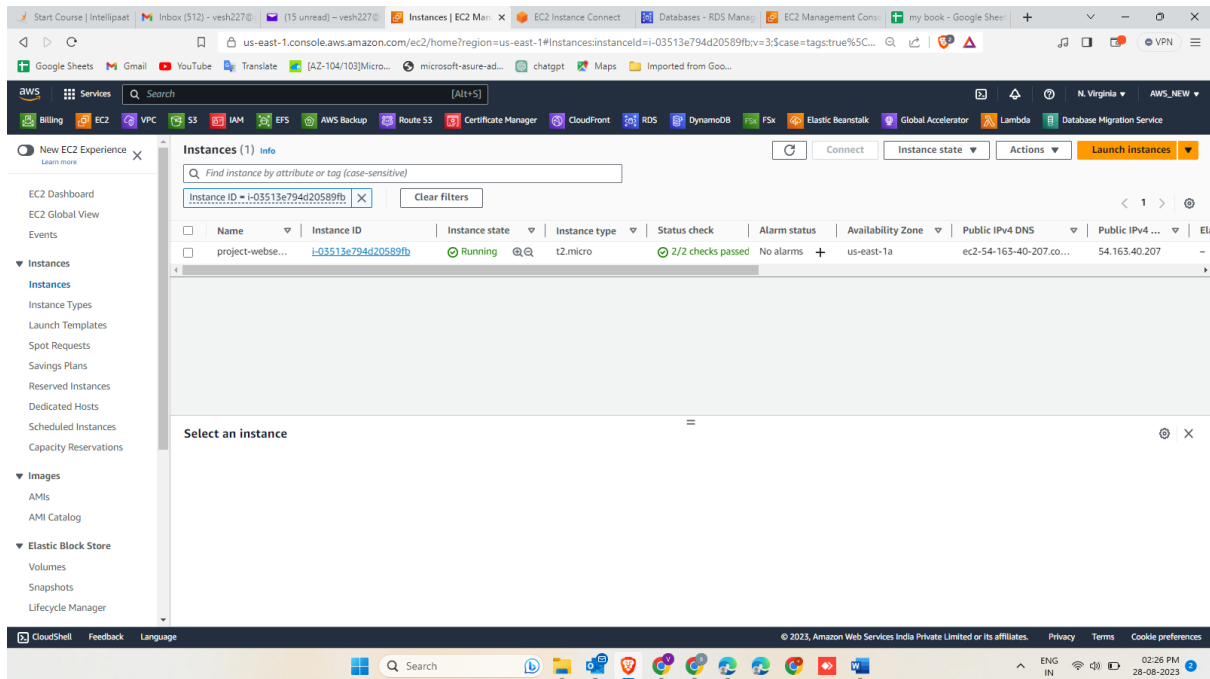 Start Course | Intellipaat
Inbox (512) - vesh227@
(15 unread) – vesh227@
Instances | EC2 Man
EC2 Instance Connect
Databases - RDS Manag
EC2 Management Conso
my book - Google Sheet
us-east-1.console.aws.amazon.com/ec2/home?region=us-east-1#Instances:instanceId=i-03513e794d20589fb;v=3;$case=tags:true%5C...
VPN
Google Sheets
Gmail
YouTube
Translate
[AZ-104/103]Micro...
microsoft-asure-ad...
chatgpt
Maps
Imported from Goo...
aws
Services
Search
[Alt+S]
N. Virginia
AWS_NEW
Billing
EC2
VPC
S3
IAM
EFS
AWS Backup
Route 53
Certificate Manager
CloudFront
RDS
DynamoDB
FSx
Elastic Beanstalk
Global Accelerator
Lambda
Database Migration Service
New EC2 Experience
Learn more
EC2 Dashboard
EC2 Global View
Events
Instances
Instances
Instance Types
Launch Templates
Spot Requests
Savings Plans
Reserved Instances
Dedicated Hosts
Scheduled Instances
Capacity Reservations
Images
AMIs
AMI Catalog
Elastic Block Store
Volumes
Snapshots
Lifecycle Manager
Instances (1) Info
Connect
Instance state
Actions
Launch instances
Find instance by attribute or tag (case-sensitive)
Instance ID = i-03513e794d20589fb
Clear filters
1
Name Instance ID Instance state Instance type Status check Alarm status Availability Zone Public IPv4 DNS Public IPv4 ... El
project-webse... i-03513e794d20589fb Running t2.micro 2/2 checks passed No alarms + us-east-1a ec2-54-163-40-207.co... 54.163.40.207 –
Select an instance
CloudShell
Feedback
Language
© 2023, Amazon Web Services India Private Limited or its affiliates.
Privacy
Terms
Cookie preferences
Search
ENG
IN
02:26 PM
28-08-2023
2